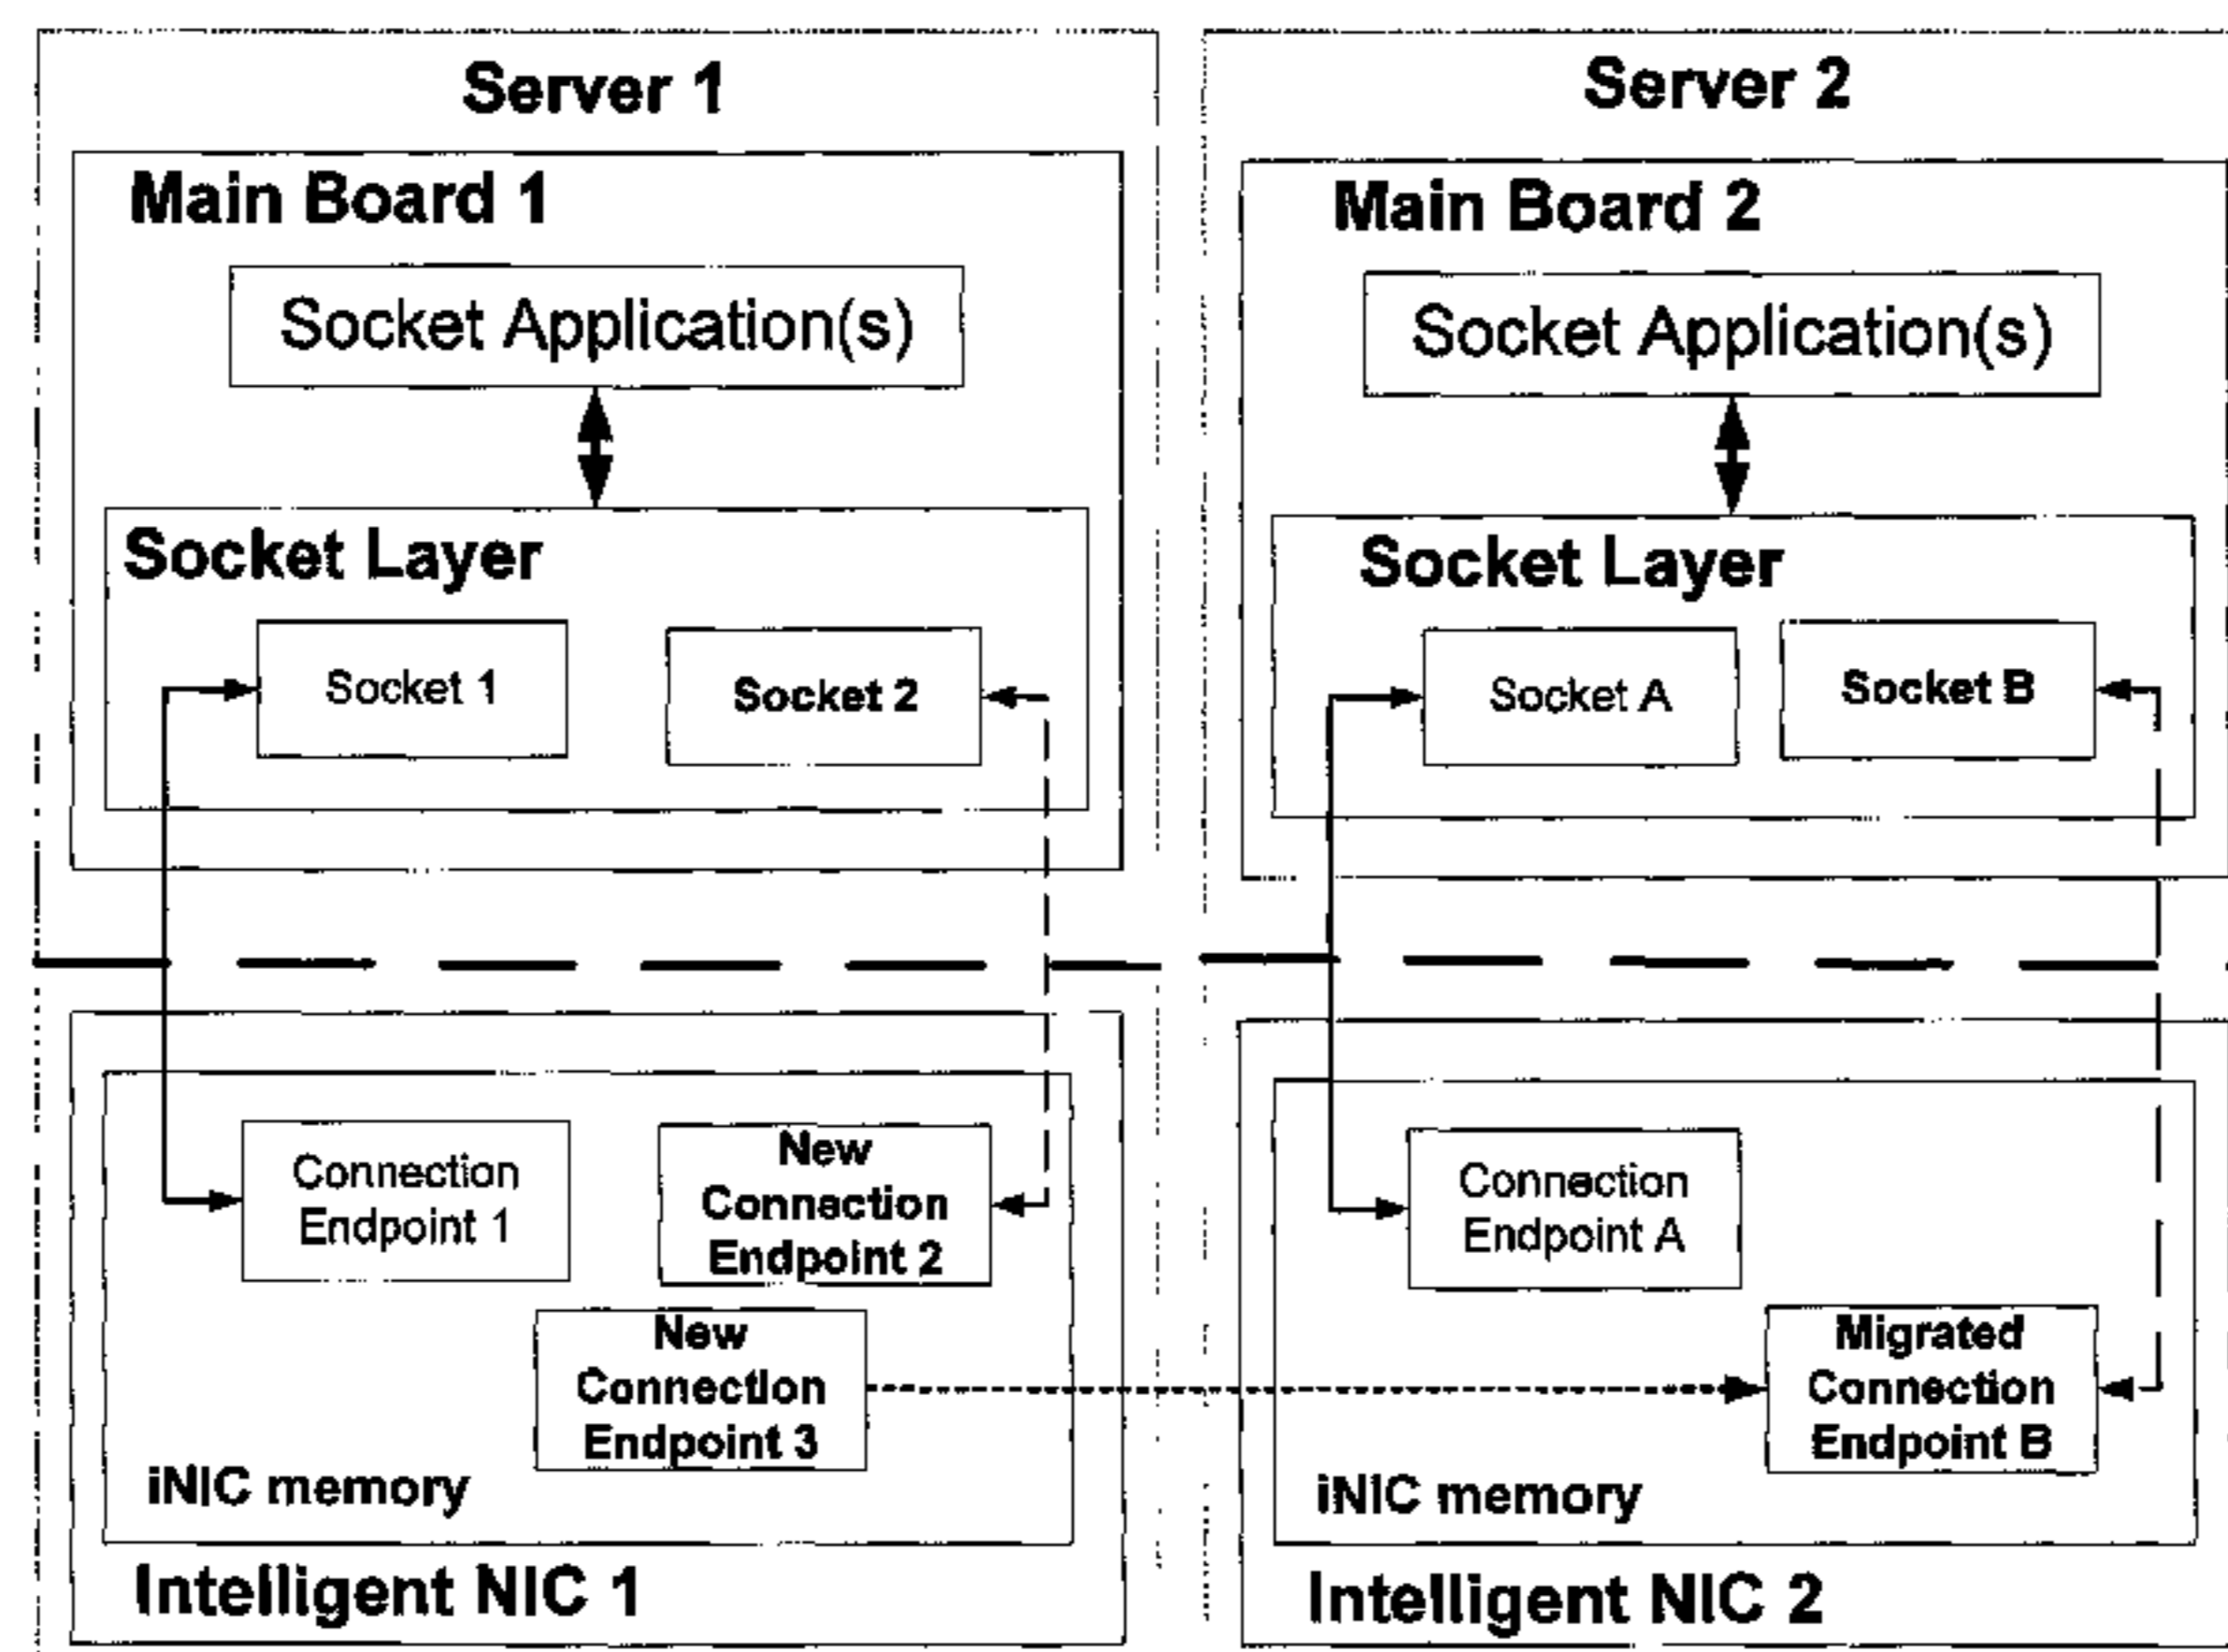 Server 1
Main Board 1
Socket Application(s)
Socket Layer
Socket 1
Socket 2
Connection
Endpoint 1
New
Connection
Endpoint 2
New
Connection
Endpoint 3
iNIC memory
Intelligent NIC 1
Server 2
Main Board 2
Socket Application(s)
Socket Layer
Socket A
Socket B
Connection
Endpoint A
Migrated
Connection
Endpoint B
iNIC memory
Intelligent NIC 2